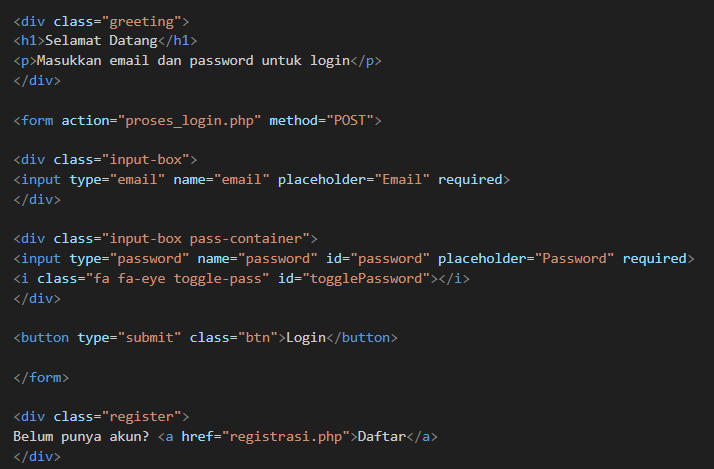 <div class="greeting">
<h1>Selamat Datang</h1>
<p>Masukkan email dan password untuk login</p>
</div>
<form action="proses_login.php" method="POST">
<div class="input-box">
<input type="email" name="email" placeholder="Email" required>
</div>
<div class="input-box pass-container">
<input type="password" name="password" id="password" placeholder="Password" required>
<i class="fa fa-eye toggle-pass" id="togglePassword"></i>
</div>
<button type="submit" class="btn">Login</button>
</form>
<div class="register">
Belum punya akun? <a href="registrasi.php">Daftar</a>
</div>